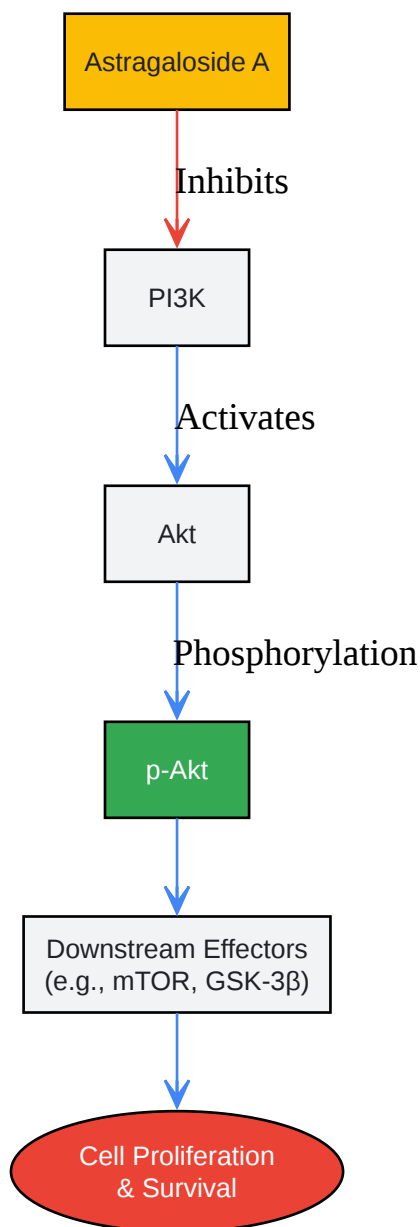 Astragaloside A
Inhibits
PI3K
Activates
Akt
Phosphorylation
p-Akt
Downstream Effectors
(e.g., mTOR, GSK-3β)
Cell Proliferation
& Survival